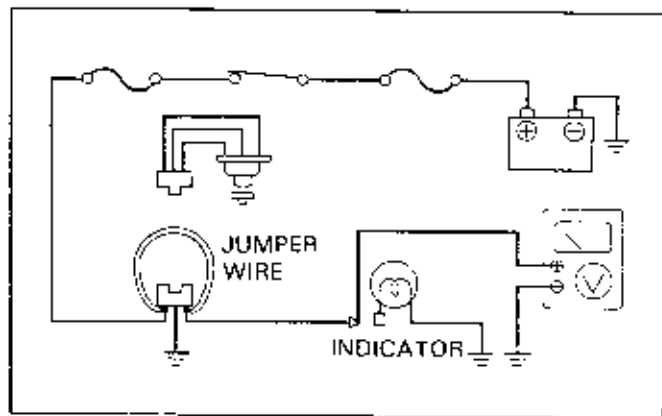 + −
JUMPER
WIRE
+
− V
INDICATOR